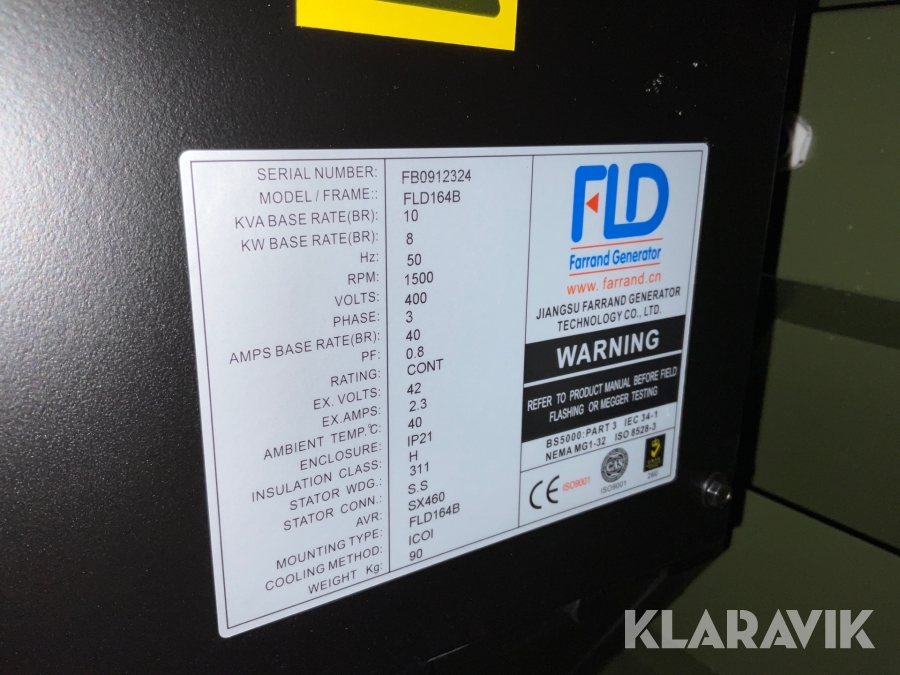 SERIAL NUMBER: FB0912324
MODEL / FRAME:: FLD164B
KVA BASE RATE(BR): 10
KW BASE RATE(BR): 8
Hz: 50
RPM: 1500
VOLTS: 400
PHASE: 3
AMPS BASE RATE(BR): 40
PF: 0.8
RATING: CONT
EX. VOLTS: 42
EX.AMPS: 2.3
AMBIENT TEMP.℃: 40
ENCLOSURE: IP21
INSULATION CLASS: H
STATOR WDG.: 311
STATOR CONN.: S.S
AVR: SX460
MOUNTING TYPE: FLD164B
COOLING METHOD: ICOI
WEIGHT Kg: 90
FLD
Farrand Generator
www. farrand.cn
JIANGSU FARRAND GENERATOR
TECHNOLOGY CO., LTD.
WARNING
REFER TO PRODUCT MANUAL BEFORE FIELD
FLASHING OR MEGGER TESTING
BS5000:PART 3 IEC 34-1
NEMA MG1-32 ISO 8528-3
CE ISO9001
ISO9001
KLARAVIK